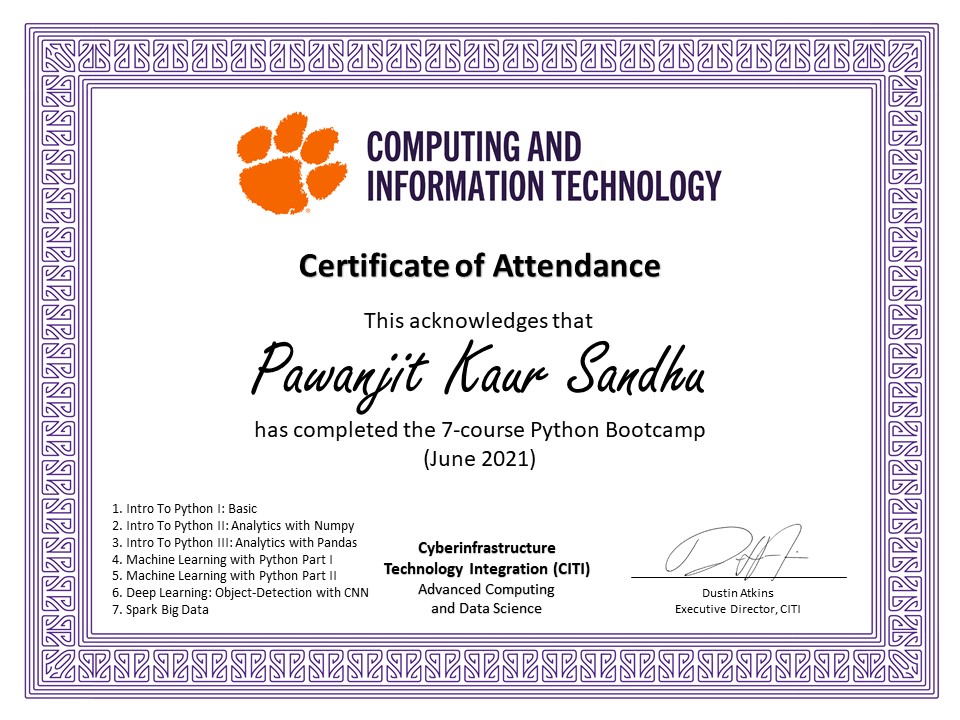 COMPUTING AND
INFORMATION TECHNOLOGY
Certificate of Attendance
This acknowledges that
Pawanjit Kaur Sandhu
has completed the 7-course Python Bootcamp
(June 2021)
1. Intro To Python I: Basic
2. Intro To Python II: Analytics with Numpy
3. Intro To Python III: Analytics with Pandas
4. Machine Learning with Python Part I
5. Machine Learning with Python Part II
6. Deep Learning: Object-Detection with CNN
7. Spark Big Data
Cyberinfrastructure
Technology Integration (CITI)
Advanced Computing
and Data Science
Dustin Atkins
Executive Director, CITI